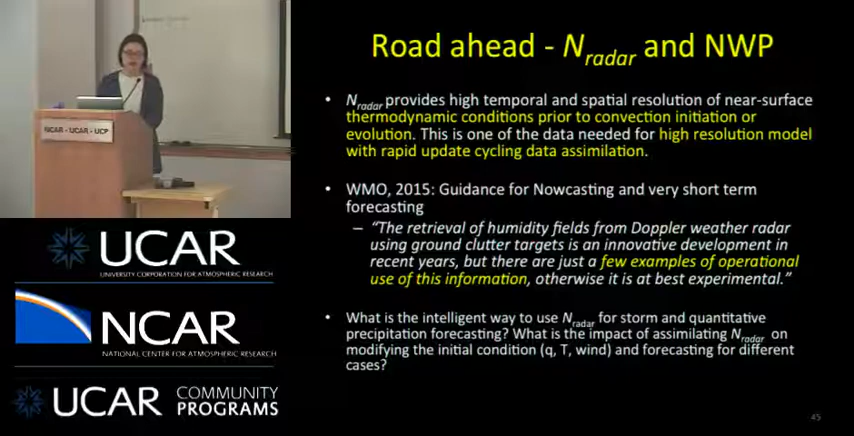 Road ahead - Nradar and NWP
• Nradar provides high temporal and spatial resolution of near-surface
thermodynamic conditions prior to convection initiation or
evolution. This is one of the data needed for high resolution model
with rapid update cycling data assimilation.
• WMO, 2015: Guidance for Nowcasting and very short term
forecasting
– “The retrieval of humidity fields from Doppler weather radar
using ground clutter targets is an innovative development in
recent years, but there are just a few examples of operational
use of this information, otherwise it is at best experimental.”
• What is the intelligent way to use Nradar for storm and quantitative
precipitation forecasting? What is the impact of assimilating Nradar on
modifying the initial condition (q, T, wind) and forecasting for different
cases?
45
NCAR - UCAR - UCP
UCAR
UNIVERSITY CORPORATION FOR ATMOSPHERIC RESEARCH
NCAR
NATIONAL CENTER FOR ATMOSPHERIC RESEARCH
UCAR
COMMUNITY
PROGRAMS